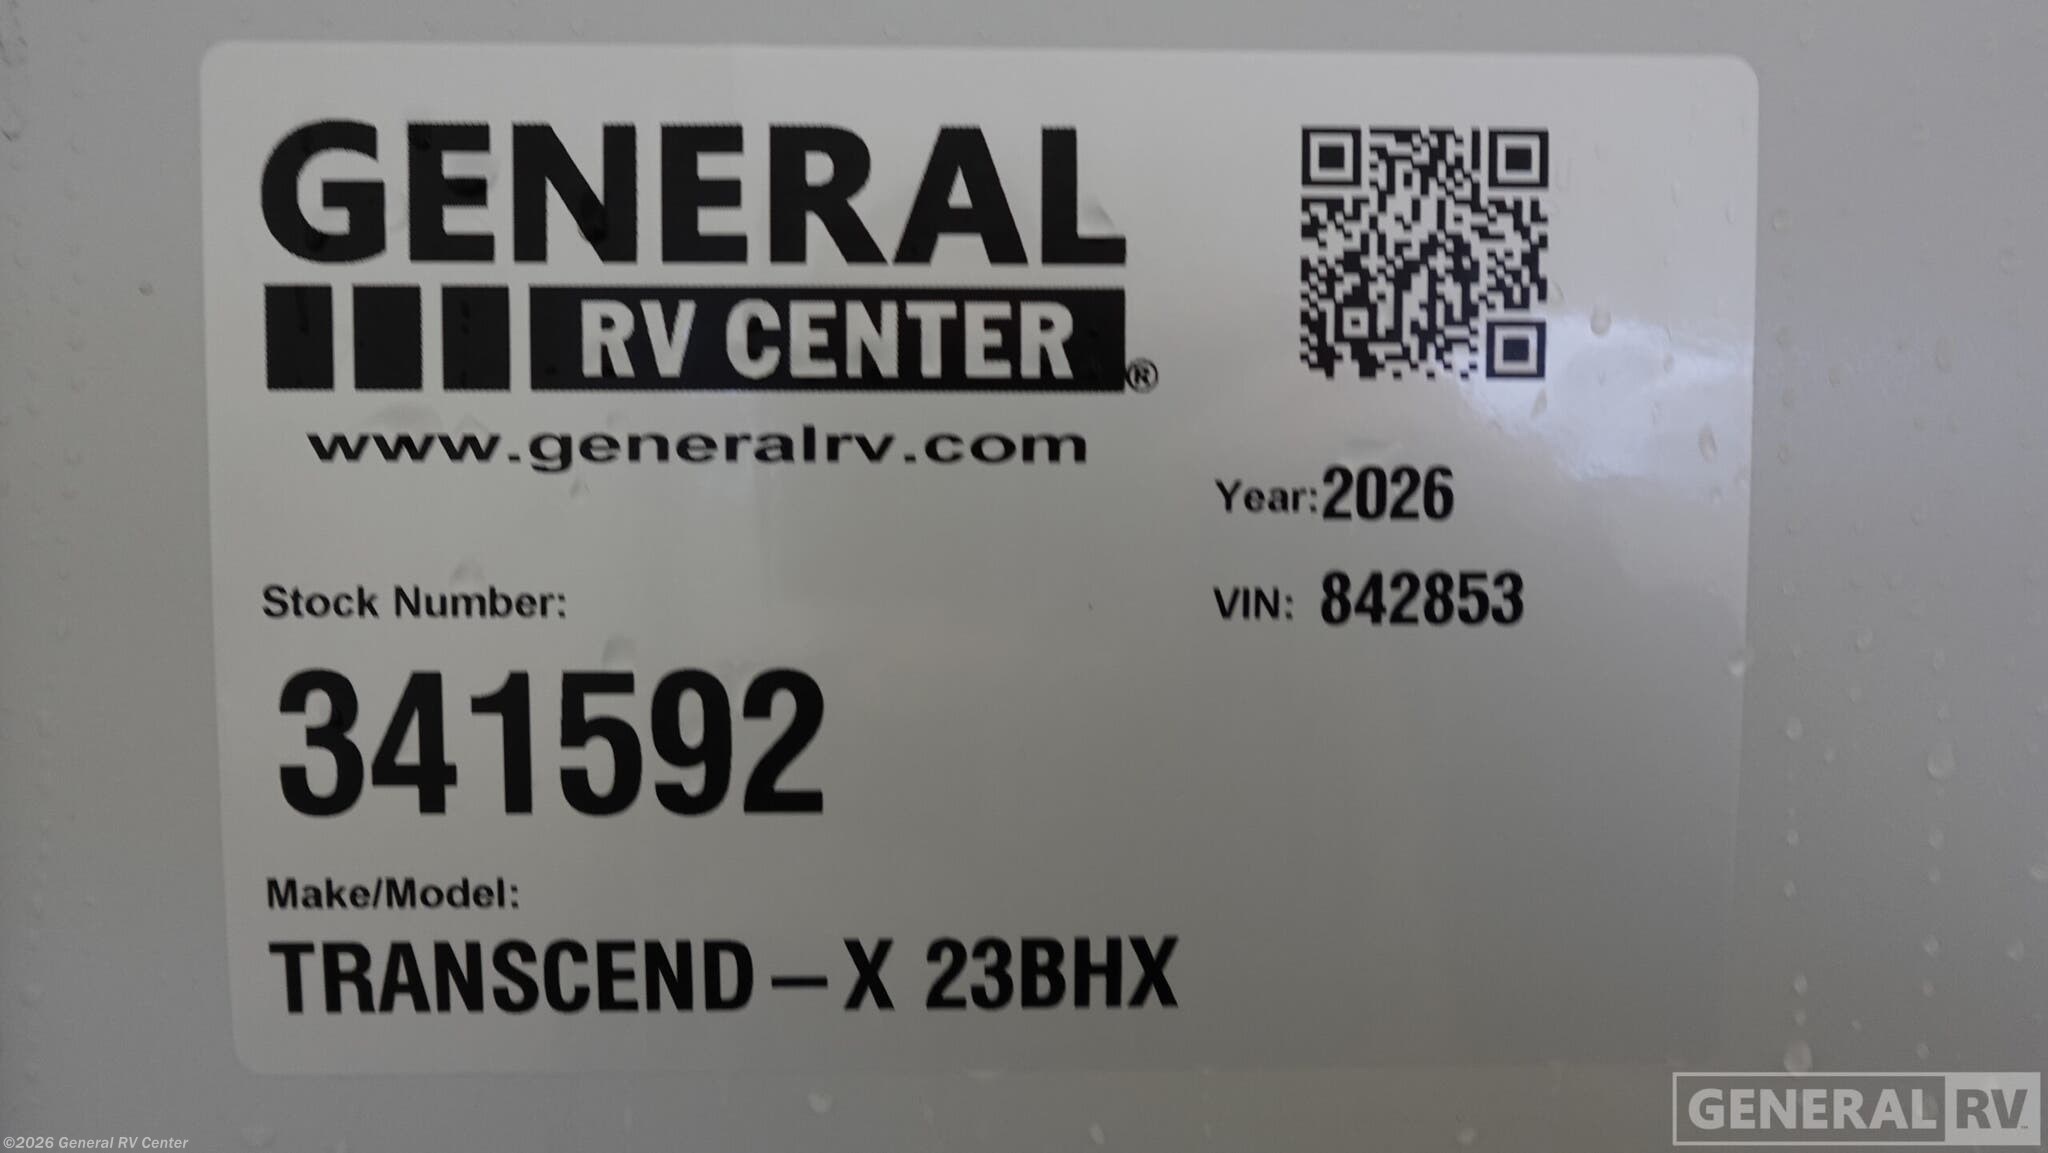 GENERAL
RV CENTER®
www.generalrv.com
Year: 2026
VIN: 842853
Stock Number:
341592
Make/Model:
TRANSCEND-X 23BHX
GENERAL RV™
©2026 General RV Center